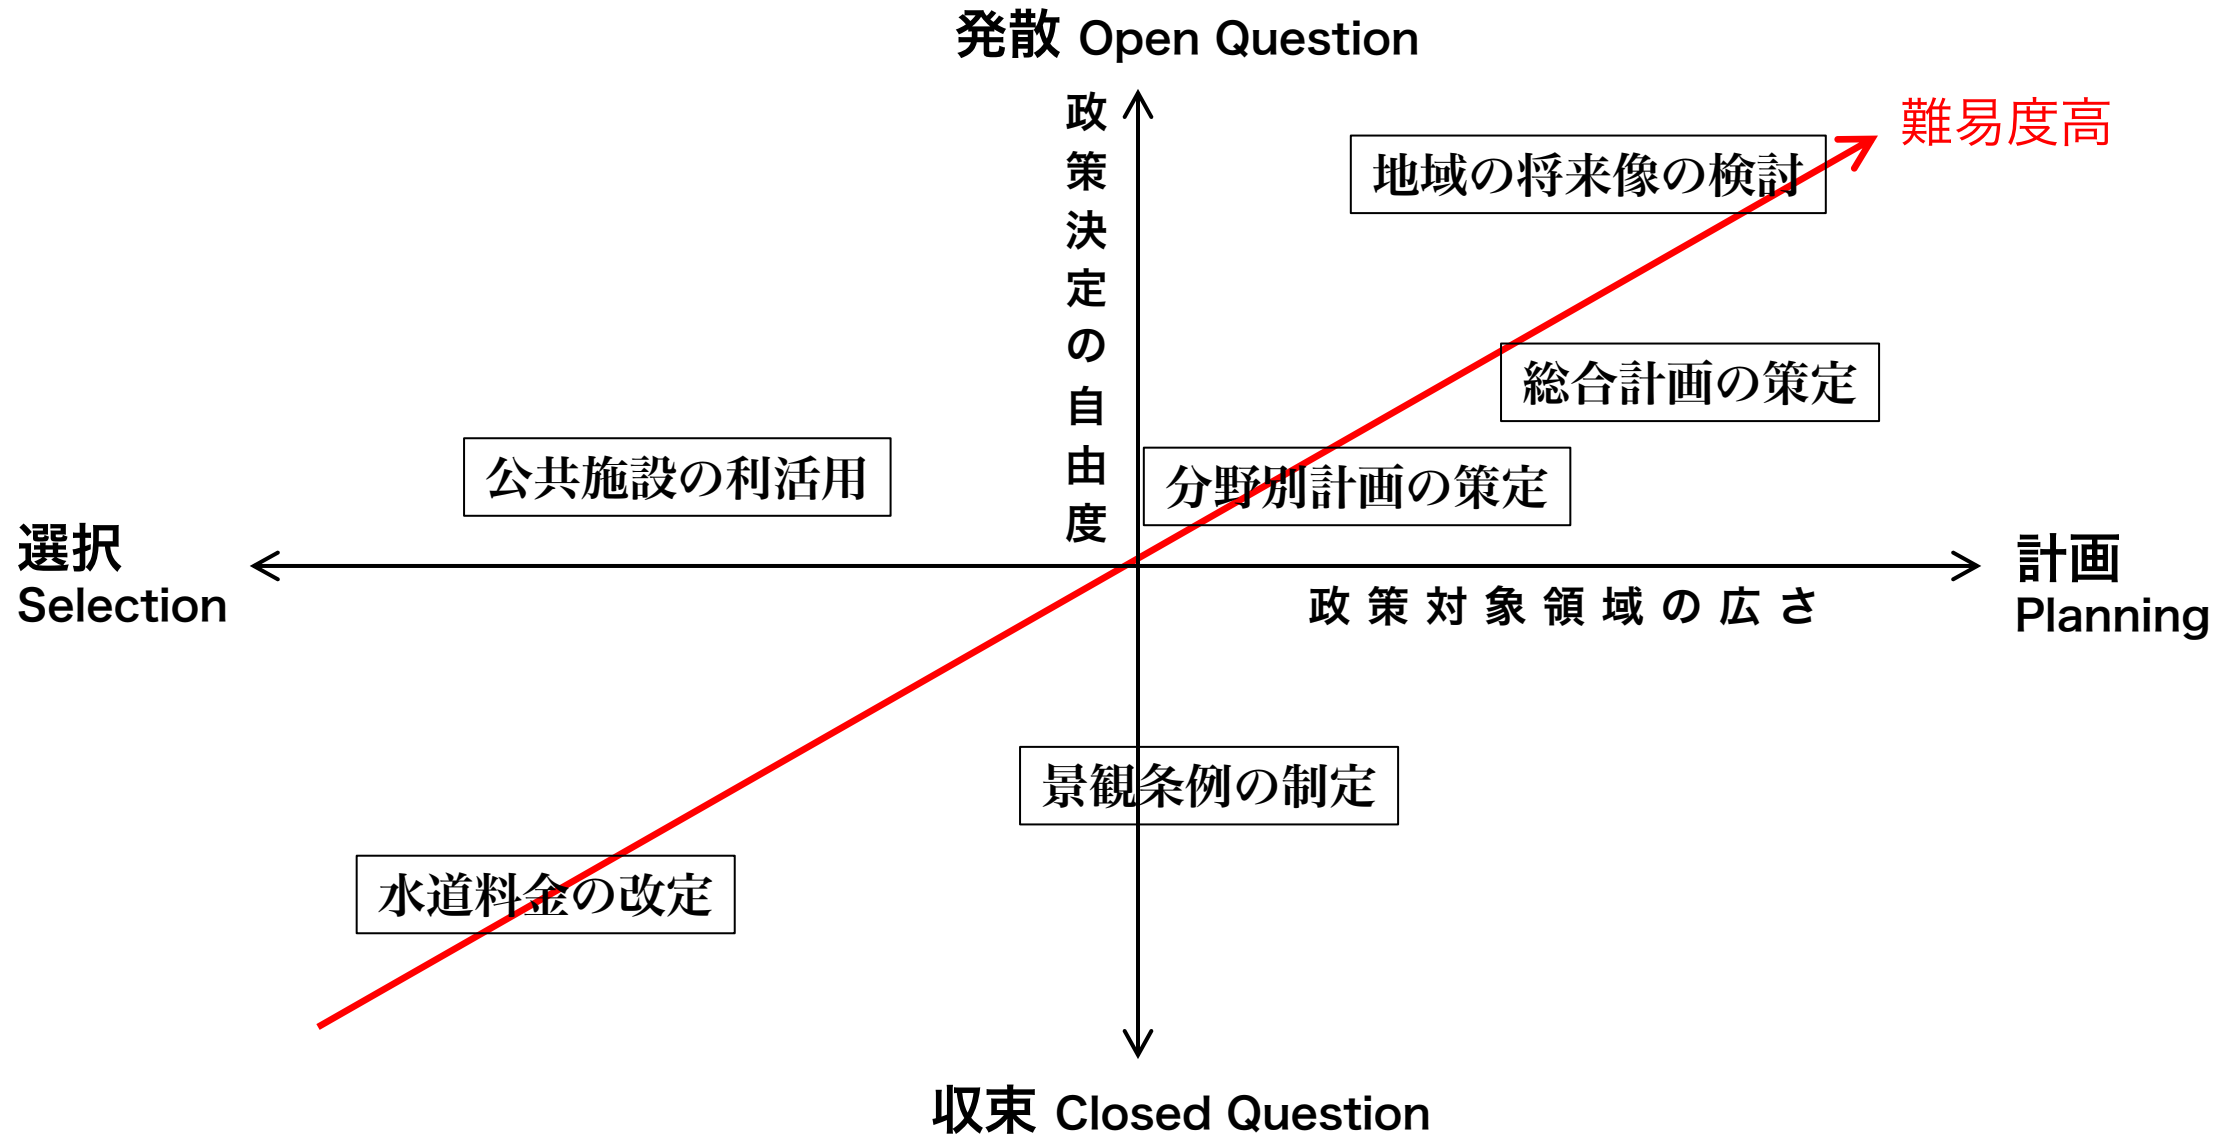 発散 Open Question
政策決定の自由度
難易度高
地域の将来像の検討
総合計画の策定
公共施設の利活用
分野別計画の策定
選択
Selection
計画
Planning
政策対象領域の広さ
景観条例の制定
水道料金の改定
収束 Closed Question